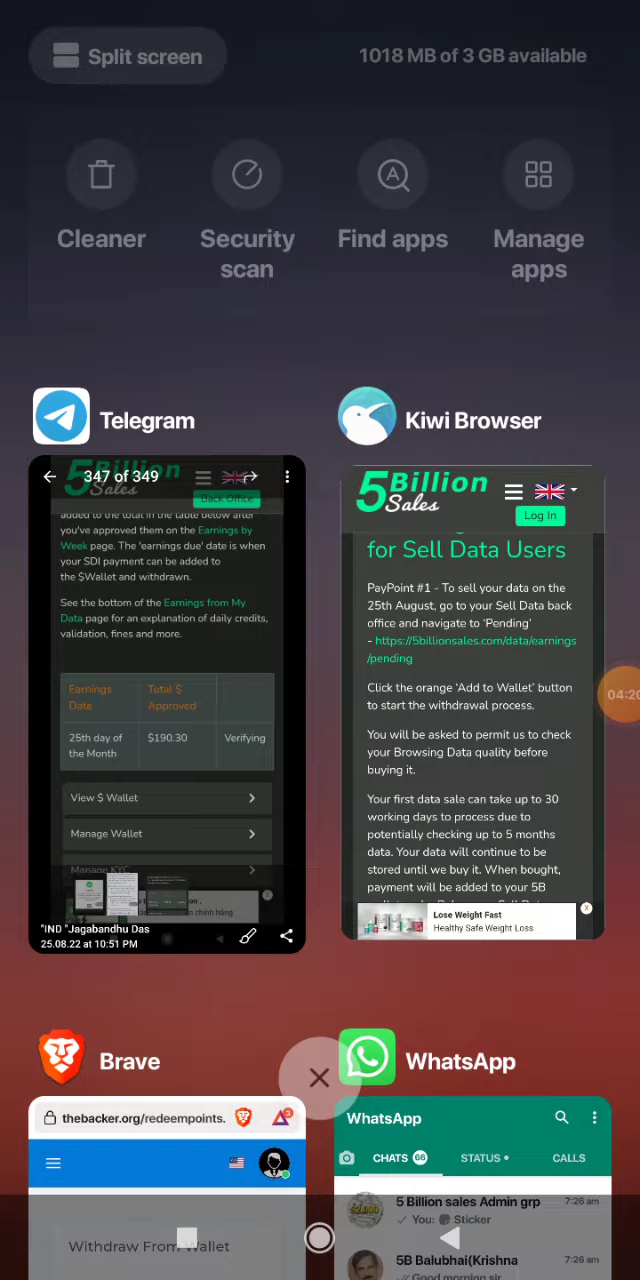 Split screen
1018 MB of 3 GB available
Cleaner
Security
scan
Find apps
Manage
apps
Telegram
347 of 349
5Billion
Sales
Back Office
added to the total in the table below after
you've approved them on the Earnings by
Week page. The 'earnings due' date is when
your SDI payment can be added to
the $Wallet and withdrawn.
See the bottom of the Earnings from My
Data page for an explanation of daily credits,
validation, fines and more.
Earnings
Date
Total $
Approved
25th day of
the Month
$190.30
Verifying
View $ Wallet
Manage Wallet
Manage KYC
chính hãng
"IND "Jagabandhu Das
25.08.22 at 10:51 PM
Kiwi Browser
5Billion
Sales
Log In
for Sell Data Users
PayPoint #1 - To sell your data on the
25th August, go to your Sell Data back
office and navigate to ‘Pending’
- https://5billionsales.com/data/earnings
/pending
Click the orange ‘Add to Wallet’ button
to start the withdrawal process.
You will be asked to permit us to check
your Browsing Data quality before
buying it.
Your first data sale can take up to 30
working days to process due to
potentially checking up to 5 months
data. Your data will continue to be
stored until we buy it. When bought,
payment will be added to your 5B
Lose Weight Fast
Healthy Safe Weight Loss
04:20
Brave
thebacker.org/redeempoints.
3
Withdraw From Wallet
WhatsApp
WhatsApp
CHATS 66
STATUS
CALLS
5 Billion sales Admin grp
7:26 am
You: Sticker
5B Balubhai(Krishna
7:26 am
Good morning sir